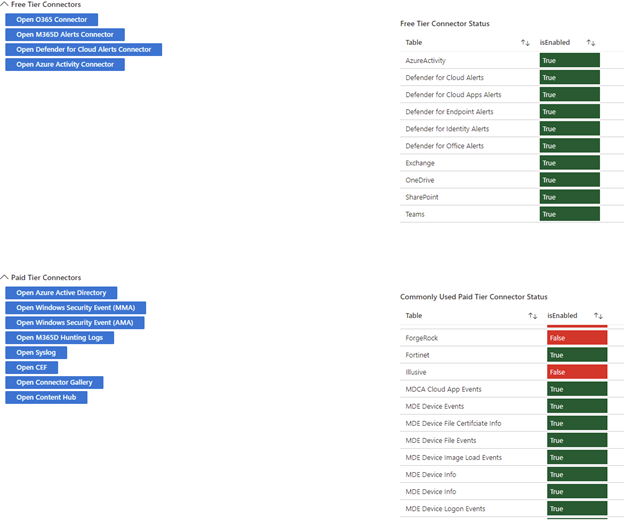 Free Tier Connectors
Open O365 Connector
Open M365D Alerts Connector
Open Defender for Cloud Alerts Connector
Open Azure Activity Connector
Free Tier Connector Status
Table isEnabled
AzureActivity True
Defender for Cloud Alerts True
Defender for Cloud Apps Alerts True
Defender for Endpoint Alerts True
Defender for Identity Alerts True
Defender for Office Alerts True
Exchange True
OneDrive True
SharePoint True
Teams True
Paid Tier Connectors
Open Azure Active Directory
Open Windows Security Event (MMA)
Open Windows Security Event (AMA)
Open M365D Hunting Logs
Open Syslog
Open CEF
Open Connector Gallery
Open Content Hub
Commonly Used Paid Tier Connector Status
Table isEnabled
ForgeRock False
Fortinet True
Illusive False
MDCA Cloud App Events True
MDE Device Events True
MDE Device File Certifciate Info True
MDE Device File Events True
MDE Device Image Load Events True
MDE Device Info True
MDE Device Info True
MDE Device Logon Events True